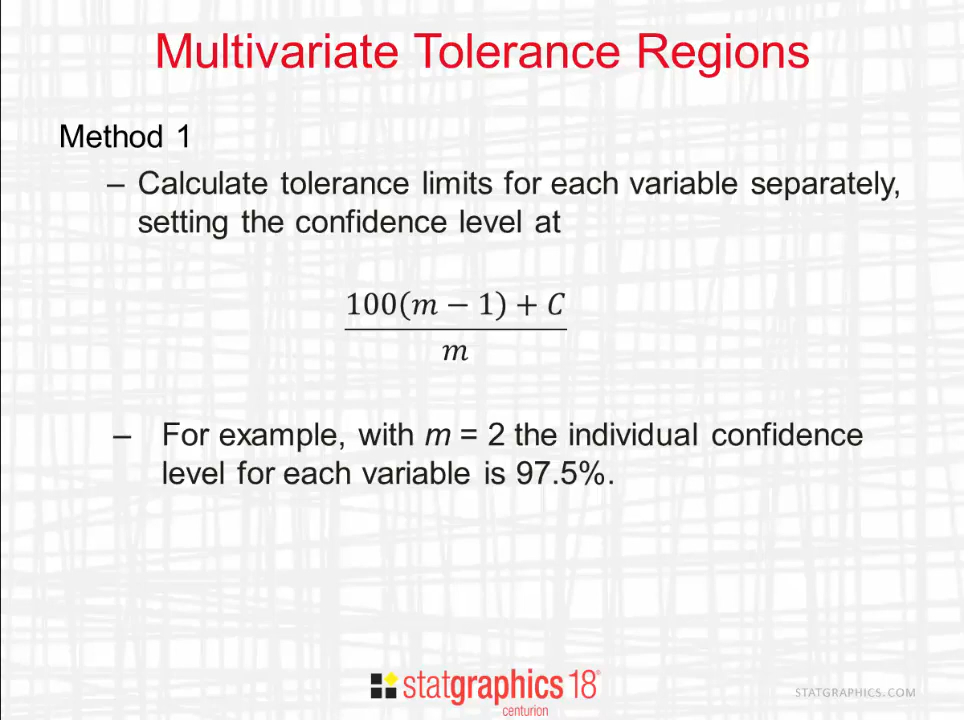 Multivariate Tolerance Regions
Method 1
– Calculate tolerance limits for each variable separately,
setting the confidence level at
100(m − 1) + C
m
– For example, with m = 2 the individual confidence
level for each variable is 97.5%.
statgraphics 18®
centurion
STATGRAPHICS.COM